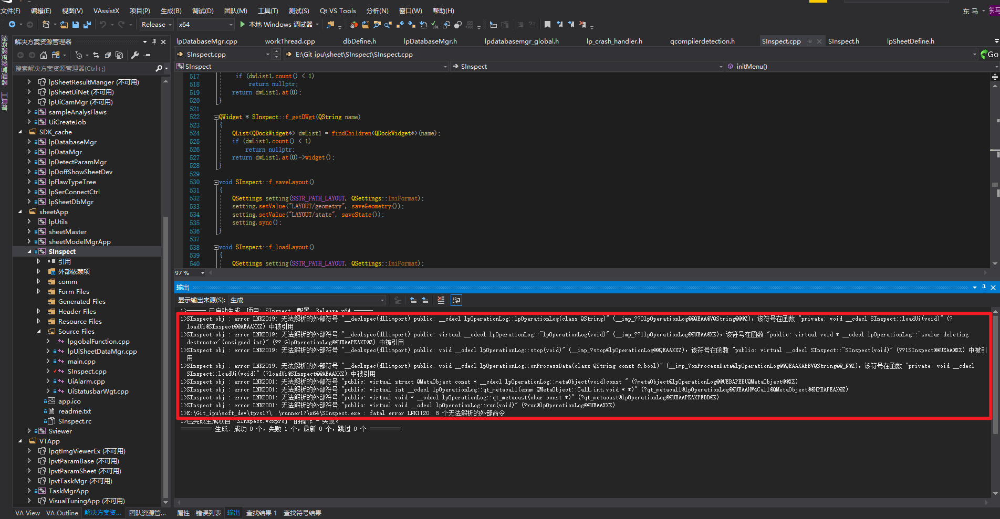 文件(F) 编辑(E) 视图(V) VAssistX 项目(P) 生成(B) 调试(D) 团队(M) 工具(T) 测试(S) Qt VS Tools 分析(N) 窗口(W) 帮助(H) 东 马 东马
Release x64 本地 Windows 调试器
服务器资源管理器
工具箱
解决方案资源管理器
搜索解决方案资源管理器(Ctrl+;)
lpSheetResultManger (不可用)
lpSheetUiNet (不可用)
lpUiCamMgr (不可用)
sampleAnalysFlaws
UiCreateJob
SDK_cache
lpDatabaseMgr
lpDataMgr
lpDetectParamMgr
lpDoffShowSheetDev
lpFlawTypeTree
lpSerConnectCtrl
lpSheetDbMgr
sheetApp
lpUtils
sheetMaster
sheetModelMgrApp
SInspect
引用
外部依赖项
comm
Form Files
Generated Files
Header Files
Resource Files
Source Files
lpgobalFunction.cpp
lpUiSheetDataMgr.cpp
main.cpp
SInspect.cpp
UiAlarm.cpp
UiStatusbarWgt.cpp
app.ico
readme.txt
SInspect.rc
Sviewer
VTApp
lpqtImgViewerEx (不可用)
lpvtParamBase (不可用)
lpvtParamSheet (不可用)
lpvtTaskMgr (不可用)
TaskMgrApp
VisualTuningApp (不可用)
VA View VA Outline 解决方案资... 团队资源管...
lpDatabaseMgr.cpp workThread.cpp dbDefine.h lpDatabaseMgr.h lpdatabasemgr_global.h lp_crash_handler.h qcompilerdetection.h SInspect.cpp SInspect.h lpSheetDefine.h
SInspect.cpp E:\Git_ipu\sheet\SInspect\SInspect.cpp Go
SInspect SInspect initMenu()
517 if (dwList1.count() < 1)
518 return nullptr;
519 return dwList1.at(0);
520 }
521
522 QWidget * SInspect::f_getDWgt(QString name)
523 {
524 QList<QDockWidget*> dwList1 = findChildren<QDockWidget*>(name);
525 if (dwList1.count() < 1)
526 return nullptr;
527 return dwList1.at(0)->widget();
528 }
529
530 void SInspect::f_saveLayout()
531 {
532 QSettings setting(SSTR_PATH_LAYOUT, QSettings::IniFormat);
533 setting.setValue("LAYOUT/geometry", saveGeometry());
534 setting.setValue("LAYOUT/state", saveState());
535 setting.sync();
536 }
537
538 void SInspect::f_loadLayout()
539 {
540 QSettings setting(SSTR_PATH_LAYOUT, QSettings::IniFormat);
97 %
输出
显示输出来源(S): 生成
1>------ 已启动生成: 项目: SInspect, 配置: Release x64 ------
1>SInspect.obj : error LNK2019: 无法解析的外部符号 "__declspec(dllimport) public: __cdecl lpOperationLog::lpOperationLog(class QString)" (__imp_??0lpOperationLog@@QEAA@VQString@@@Z)，该符号在函数 "private: void __cdecl SInspect::loadUi(void)" (?
loadUi@SInspect@@AEAAXXZ) 中被引用
1>SInspect.obj : error LNK2019: 无法解析的外部符号 "__declspec(dllimport) public: virtual __cdecl lpOperationLog::~lpOperationLog(void)" (__imp_??1lpOperationLog@@UEAA@XZ)，该符号在函数 "public: virtual void * __cdecl lpOperationLog::`scalar deleting
destructor'(unsigned int)" (??_GlpOperationLog@@UEAAPEAXI@Z) 中被引用
1>SInspect.obj : error LNK2019: 无法解析的外部符号 "__declspec(dllimport) public: void __cdecl lpOperationLog::stop(void)" (__imp_?stop@lpOperationLog@@QEAAXXZ)，该符号在函数 "public: virtual __cdecl SInspect::~SInspect(void)" (??1SInspect@@UEAA@XZ) 中被引
用
1>SInspect.obj : error LNK2019: 无法解析的外部符号 "__declspec(dllimport) public: void __cdecl lpOperationLog::onProcessData(class QString const &,bool)" (__imp_?onProcessData@lpOperationLog@@QEAAXAEBVQString@@_N@Z)，该符号在函数 "private: void __cdecl
SInspect::loadUi(void)" (?loadUi@SInspect@@AEAAXXZ) 中被引用
1>SInspect.obj : error LNK2001: 无法解析的外部符号 "public: virtual struct QMetaObject const * __cdecl lpOperationLog::metaObject(void)const " (?metaObject@lpOperationLog@@UEBAPEBUQMetaObject@@XZ)
1>SInspect.obj : error LNK2001: 无法解析的外部符号 "public: virtual int __cdecl lpOperationLog::qt_metacall(enum QMetaObject::Call,int,void * *)" (?qt_metacall@lpOperationLog@@UEAAHW4Call@QMetaObject@@HPEAPEAX@Z)
1>SInspect.obj : error LNK2001: 无法解析的外部符号 "public: virtual void * __cdecl lpOperationLog::qt_metacast(char const *)" (?qt_metacast@lpOperationLog@@UEAAPEAXPEBD@Z)
1>SInspect.obj : error LNK2001: 无法解析的外部符号 "public: virtual void __cdecl lpOperationLog::run(void)" (?run@lpOperationLog@@UEAAXXZ)
1>E:\Git_ipu\soft_dev\tpvs17\..\runner17\x64\SInspect.exe : fatal error LNK1120: 8 个无法解析的外部命令
1>已完成生成项目“SInspect.vcxproj”的操作 - 失败。
========== 生成: 成功 0 个，失败 1 个，最新 0 个，跳过 0 个 ==========
属性 错误列表 输出 查找结果 1 查找符号结果